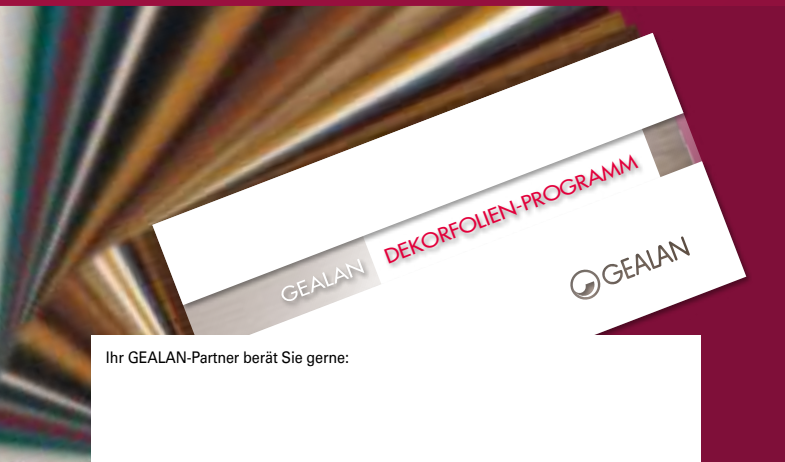 GEALAN DEKORFOLIEN-PROGRAMM
GEALAN
Ihr GEALAN-Partner berät Sie gerne: